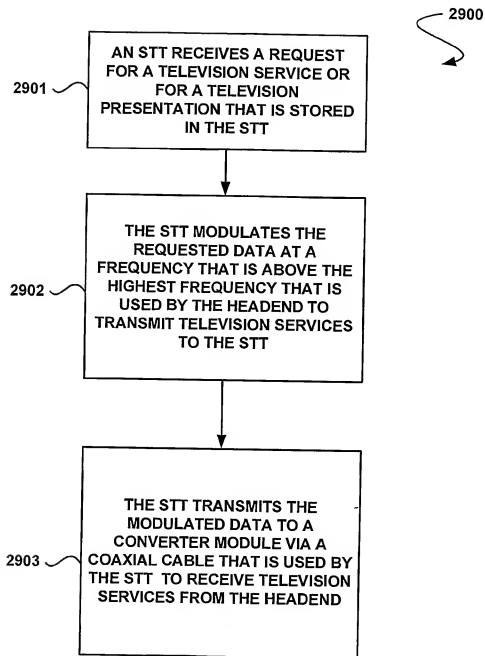 2900
AN STT RECEIVES A REQUEST
FOR A TELEVISION SERVICE OR
FOR A TELEVISION
PRESENTATION THAT IS STORED
IN THE STT
2901
THE STT MODULATES THE
REQUESTED DATA AT A
FREQUENCY THAT IS ABOVE THE
HIGHEST FREQUENCY THAT IS
USED BY THE HEADEND TO
TRANSMIT TELEVISION SERVICES
TO THE STT
2902
THE STT TRANSMITS THE
MODULATED DATA TO A
CONVERTER MODULE VIA A
COAXIAL CABLE THAT IS USED BY
THE STT TO RECEIVE TELEVISION
SERVICES FROM THE HEADEND
2903